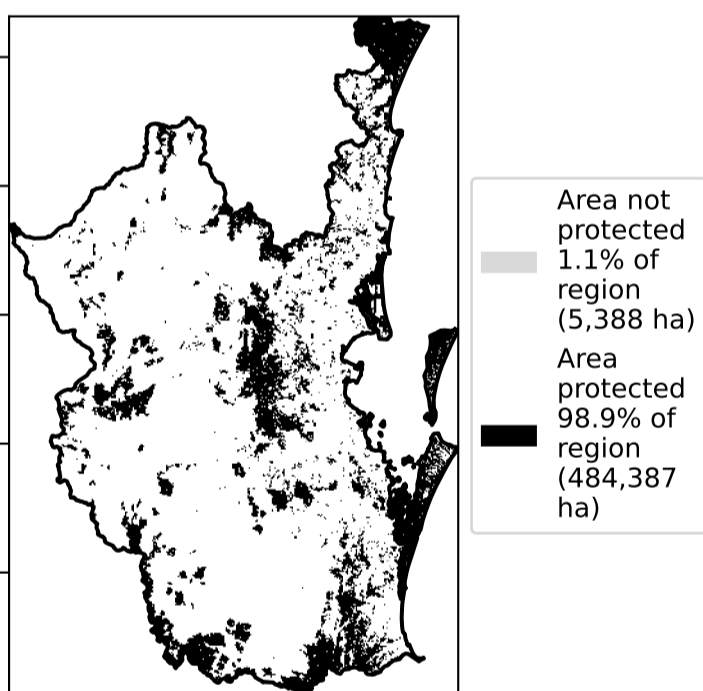 Area not
protected
1.1% of
region
(5,388 ha)
Area
protected
98.9% of
region
(484,387
ha)